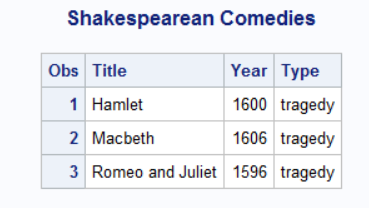 Shakespearean Comedies
Obs Title Year Type
1 Hamlet 1600 tragedy
2 Macbeth 1606 tragedy
3 Romeo and Juliet 1596 tragedy